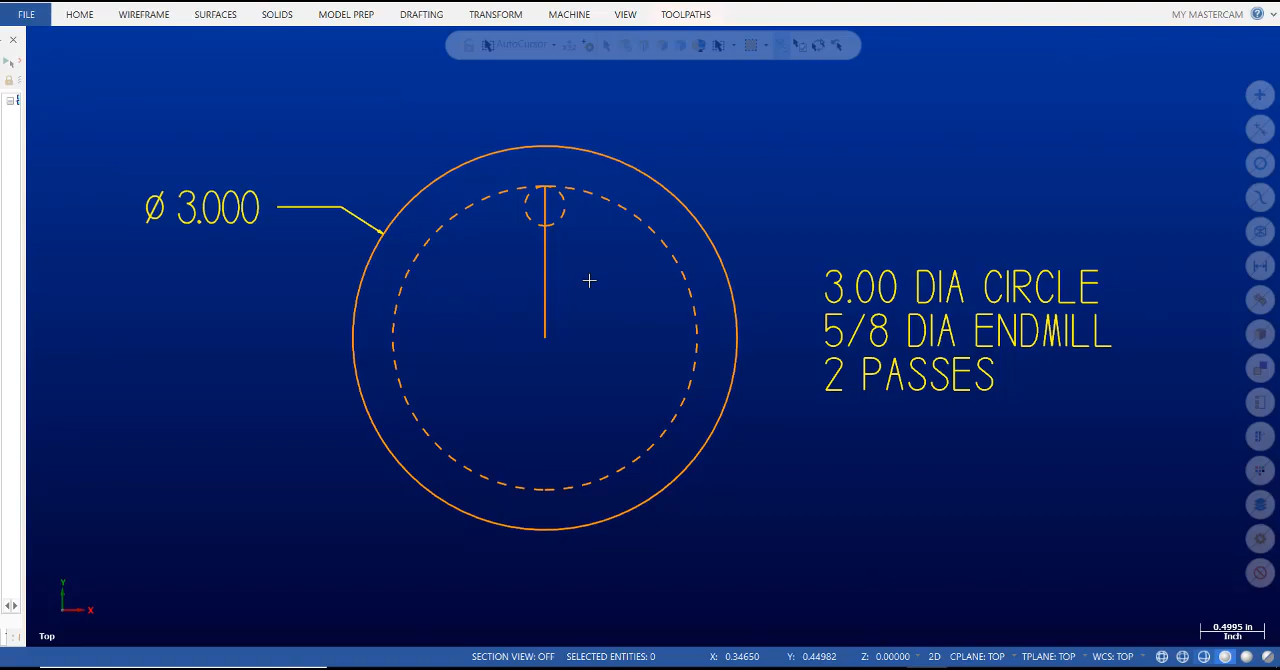 FILE HOME WIREFRAME SURFACES SOLIDS MODEL PREP DRAFTING TRANSFORM MACHINE VIEW TOOLPATHS MY MASTERCAM ?
AutoCursor
Ø 3.000
3.00 DIA CIRCLE
5/8 DIA ENDMILL
2 PASSES
Y
X
Top
0.4995 in
Inch
SECTION VIEW: OFF SELECTED ENTITIES: 0 X: 0.34650 Y: 0.44982 Z: 0.00000 2D CPLANE: TOP TPLANE: TOP WCS: TOP